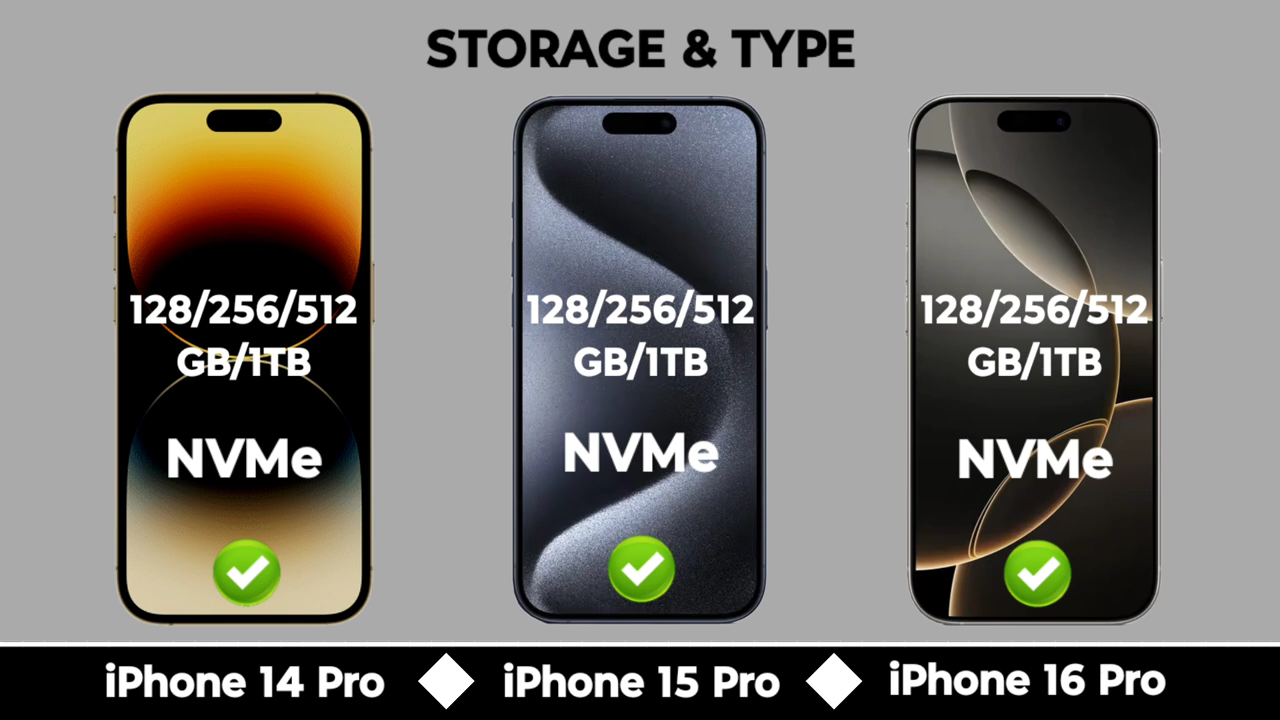 STORAGE & TYPE
128/256/512
GB/1TB
NVMe
128/256/512
GB/1TB
NVMe
128/256/512
GB/1TB
NVMe
iPhone 14 Pro
iPhone 15 Pro
iPhone 16 Pro